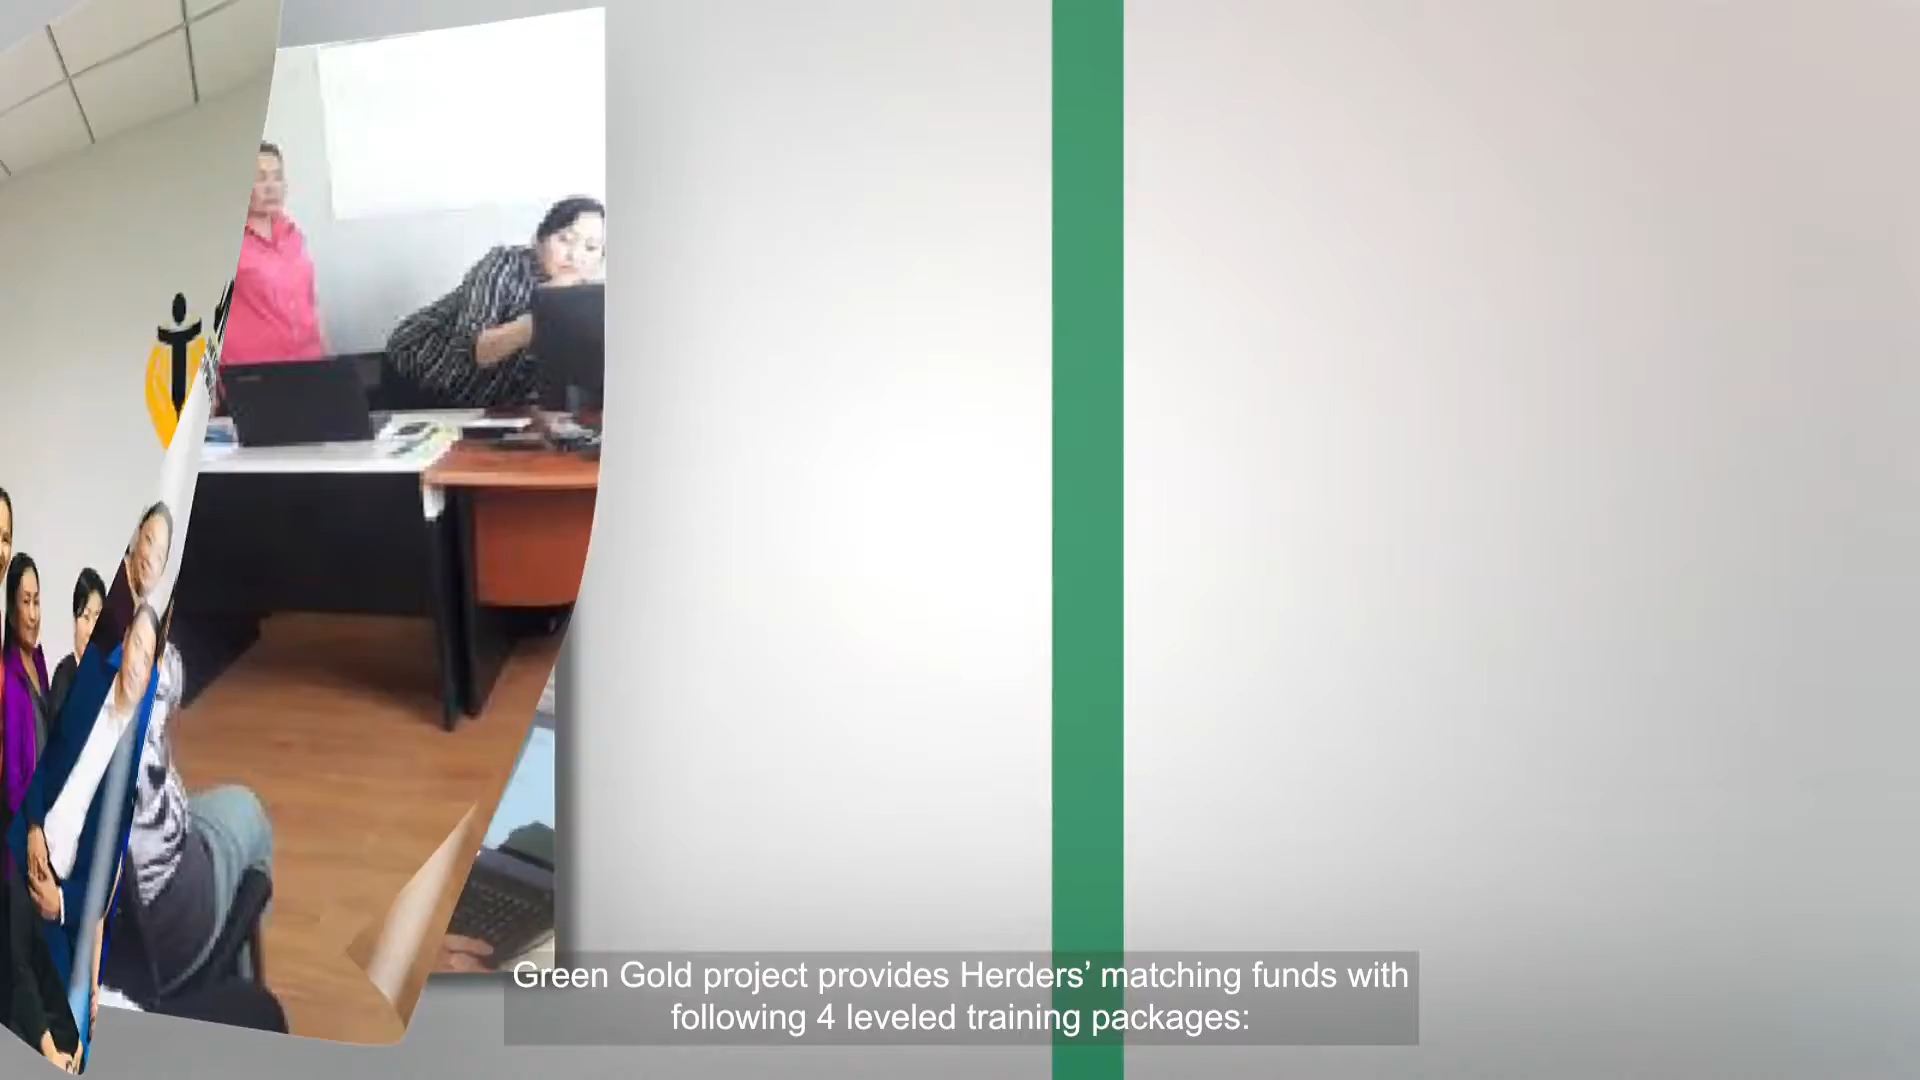 Green Gold project provides Herders’ matching funds with
following 4 leveled training packages: